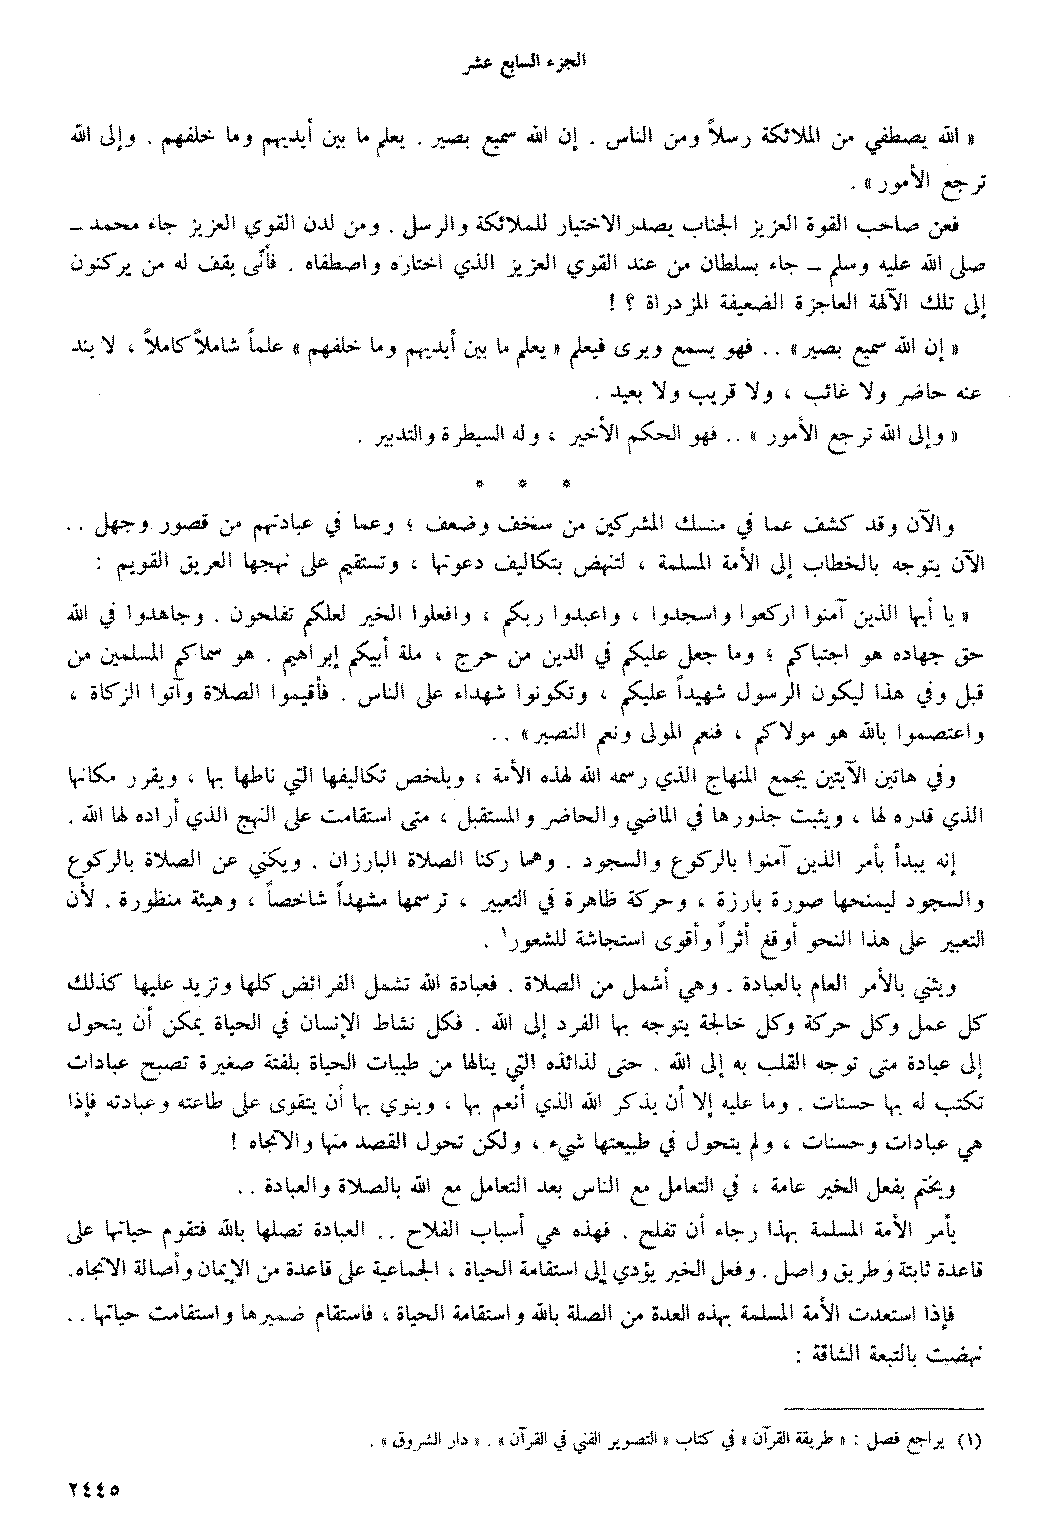 الجزء السابع عشر
« الله يصطفي من الملائكة رسلاً ومن الناس . إن الله سميع بصير . يعلم ما بين أيديهم وما خلفهم . وإلى الله
ترجع الأمور » .
فعن صاحب القوة العزيز الجناب يصدر الاختيار للملائكة والرسل . ومن لدن القوي العزيز جاء محمد ـ
صلى الله عليه وسلم ـ جاء بسلطان من عند القوي العزيز الذي اختاره واصطفاه . فأنّى يقف له من يركنون
إلى تلك الآلهة العاجزة الضعيفة المزدراة ؟ !
« إن الله سميع بصير » .. فهو يسمع ويرى فيعلم « يعلم ما بين أيديهم وما خلفهم » علماً شاملاً كاملاً ، لا يند
عنه حاضر ولا غائب ، ولا قريب ولا بعيد .
« وإلى الله ترجع الأمور » .. فهو الحكم الأخير ، وله السيطرة والتدبير .
* * *
والآن وقد كشف عما في منسك المشركين من سخف وضعف ؛ وعما في عبادتهم من قصور وجهل ..
الآن يتوجه بالخطاب إلى الأمة المسلمة ، لتنهض بتكاليف دعوتها ، وتستقيم على نهجها العريق القويم :
« يا أيها الذين آمنوا اركعوا واسجدوا ، واعبدوا ربكم ، وافعلوا الخير لعلكم تفلحون . وجاهدوا في الله
حق جهاده هو اجتباكم ؛ وما جعل عليكم في الدين من حرج ، ملة أبيكم إبراهيم . هو سماكم المسلمين من
قبل وفي هذا ليكون الرسول شهيداً عليكم ، وتكونوا شهداء على الناس . فأقيموا الصلاة وآتوا الزكاة ،
واعتصموا بالله هو مولاكم ، فنعم المولى ونعم النصير » ..
وفي هاتين الآيتين يجمع المنهاج الذي رسمه الله لهذه الأمة ، ويلخص تكاليفها التي ناطها بها ، ويقرر مكانها
الذي قدره لها ، ويثبت جذورها في الماضي والحاضر والمستقبل ، متى استقامت على النهج الذي أراده لها الله .
إنه يبدأ بأمر الذين آمنوا بالركوع والسجود . وهما ركنا الصلاة البارزان . ويكني عن الصلاة بالركوع
والسجود ليمنحها صورة بارزة ، وحركة ظاهرة في التعبير ، ترسمها مشهداً شاخصاً ، وهيئة منظورة . لأن
التعبير على هذا النحو أوقع أثراً وأقوى استجاشة للشعور١ .
ويثني بالأمر العام بالعبادة . وهي أشمل من الصلاة . فعبادة الله تشمل الفرائض كلها وتزيد عليها كذلك
كل عمل وكل حركة وكل خالجة يتوجه بها الفرد إلى الله . فكل نشاط الإنسان في الحياة يمكن أن يتحول
إلى عبادة متى توجه القلب به إلى الله . حتى لذائذه التي ينالها من طيبات الحياة بلفتة صغيرة تصبح عبادات
تكتب له بها حسنات . وما عليه إلا أن يذكر الله الذي أنعم بها ، وينوي بها أن يتقوى على طاعته وعبادته فإذا
هي عبادات وحسنات ، ولم يتحول في طبيعتها شيء ، ولكن تحول القصد منها والاتجاه !
ويختم بفعل الخير عامة ، في التعامل مع الناس بعد التعامل مع الله بالصلاة والعبادة ..
يأمر الأمة المسلمة بهذا رجاء أن تفلح . فهذه هي أسباب الفلاح .. العبادة تصلها بالله فتقوم حياتها على
قاعدة ثابتة وطريق واصل . وفعل الخير يؤدي إلى استقامة الحياة ، الجماعية على قاعدة من الإيمان وأصالة الاتجاه .
فإذا استعدت الأمة المسلمة بهذه العدة من الصلة بالله واستقامة الحياة ، فاستقام ضميرها واستقامت حياتها ..
نهضت بالتبعة الشاقة :
(١) يراجع فصل : « طريقة القرآن » في كتاب « التصوير الفني في القرآن » . « دار الشروق » .
٢٤٤٥